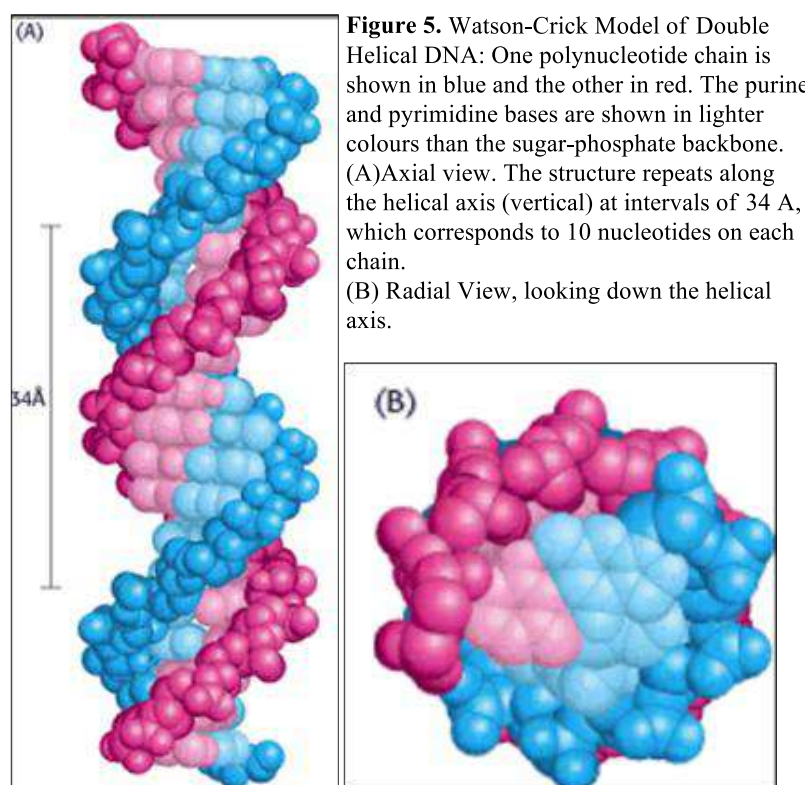 (A)
Figure 5. Watson-Crick Model of Double
Helical DNA: One polynucleotide chain is
shown in blue and the other in red. The purine
and pyrimidine bases are shown in lighter
colours than the sugar-phosphate backbone.
(A)Axial view. The structure repeats along
the helical axis (vertical) at intervals of 34 A,
which corresponds to 10 nucleotides on each
chain.
(B) Radial View, looking down the helical
axis.
34Å
(B)